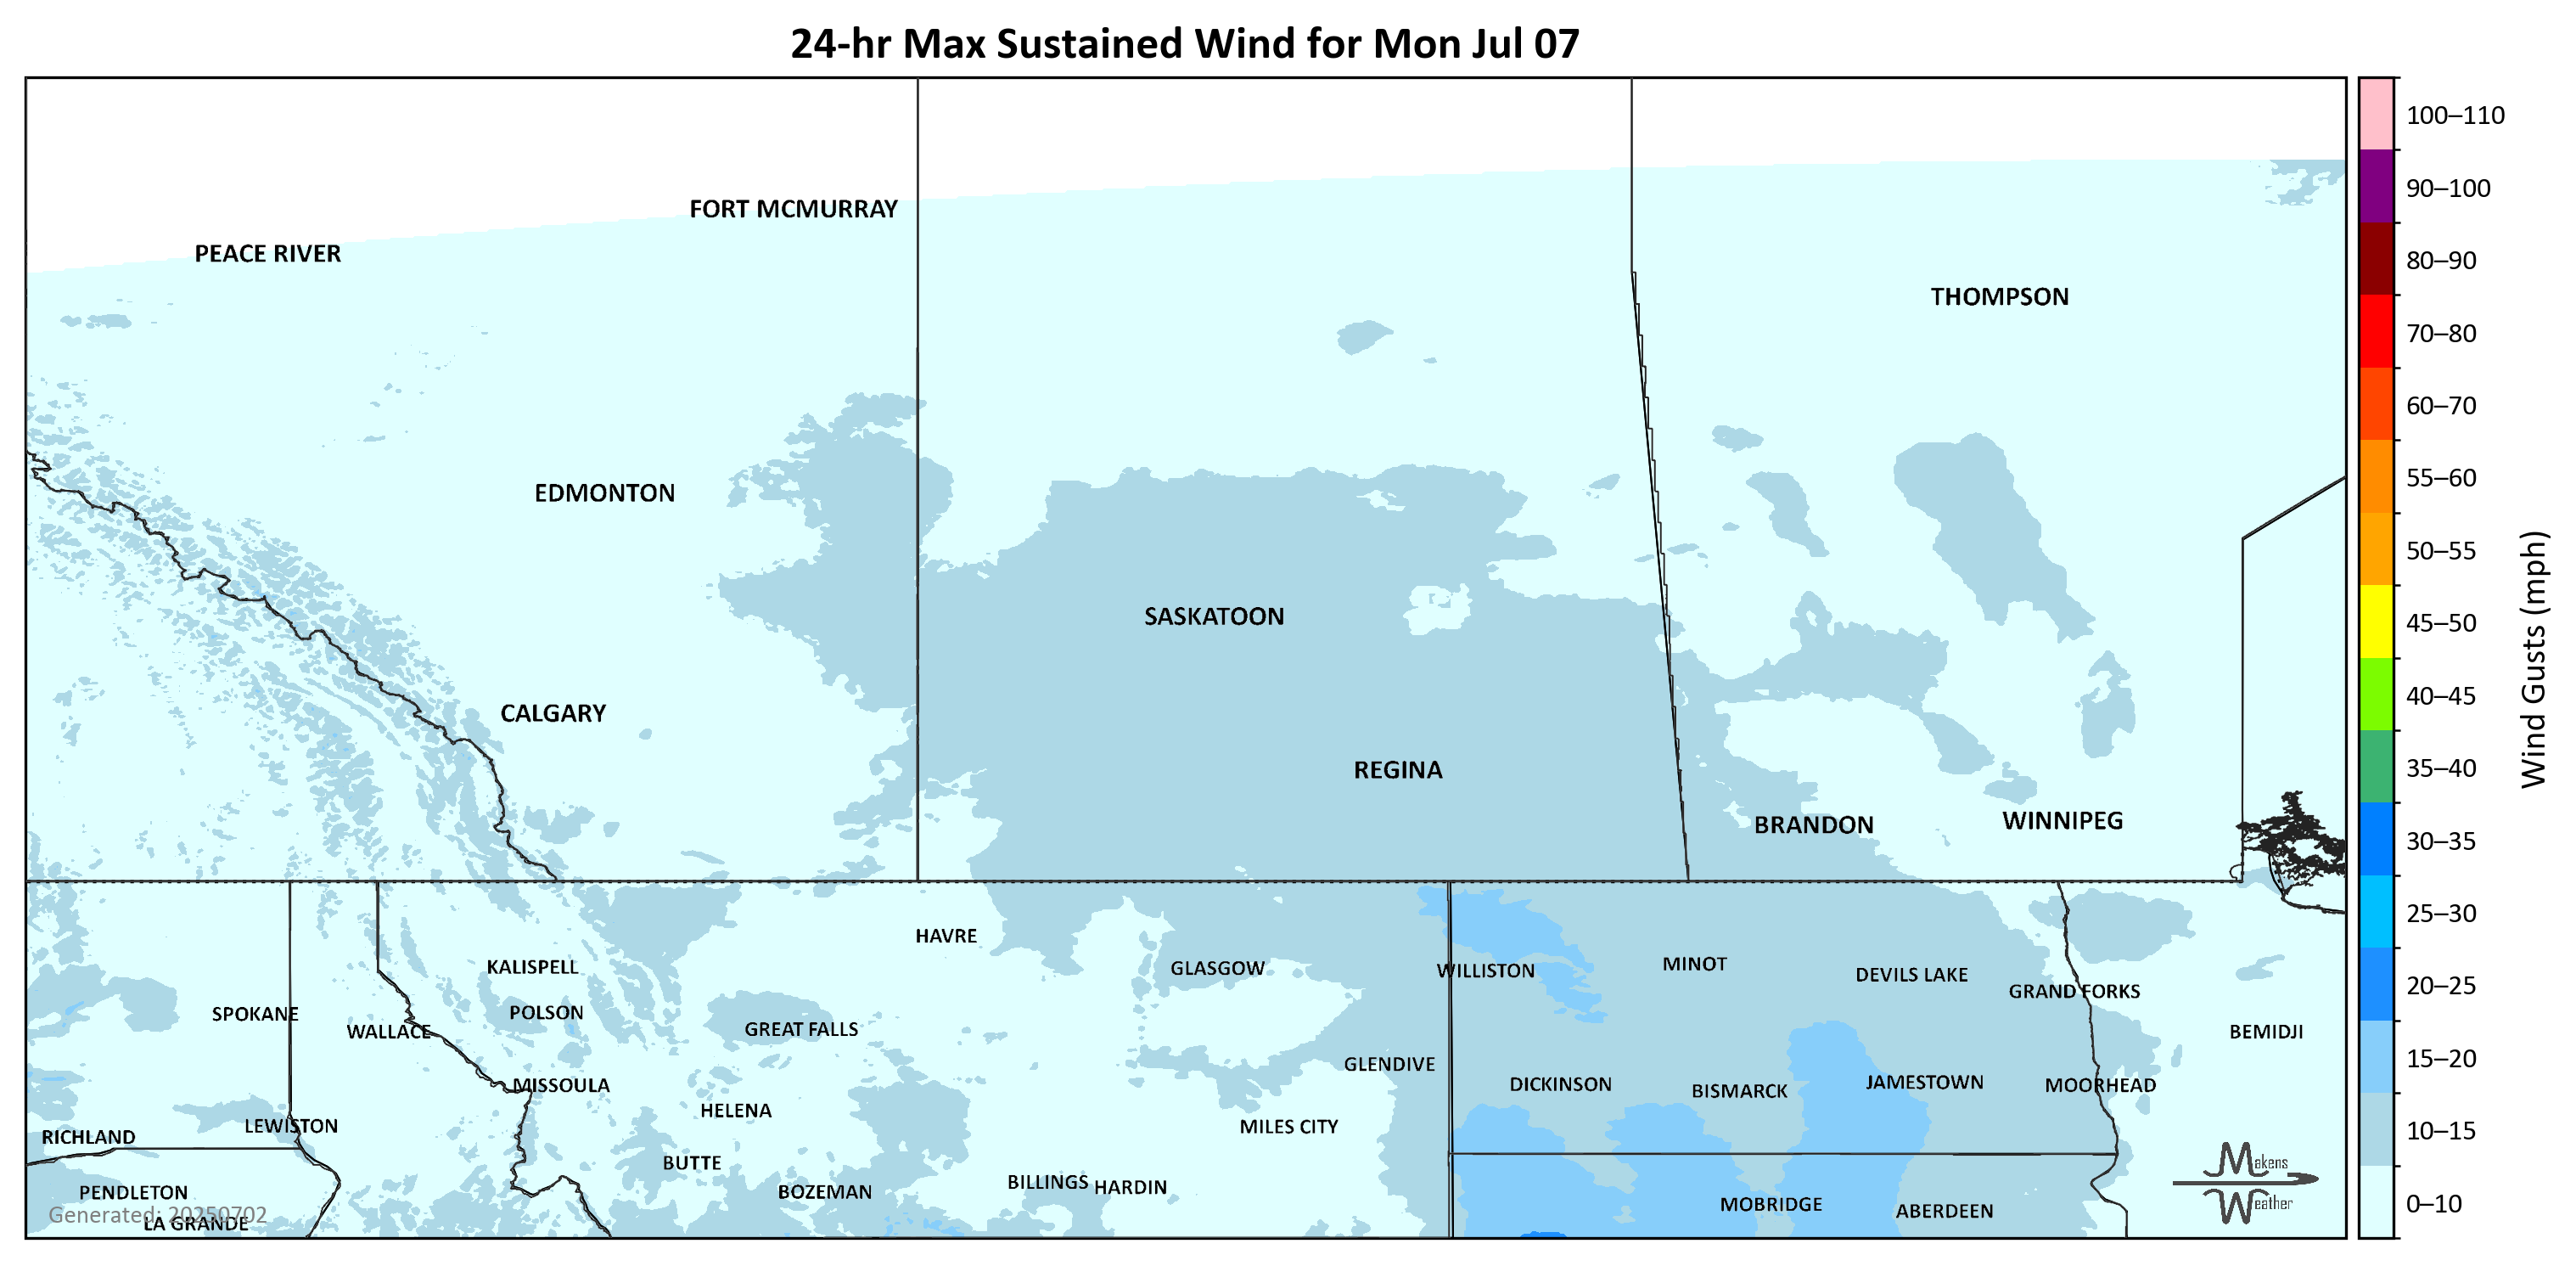 24-hr Max Sustained Wind for Mon Jul 07
100–110
90–100
80–90
70–80
60–70
55–60
50–55
45–50
40–45
35–40
30–35
25–30
20–25
15–20
10–15
0–10
Wind Gusts (mph)
FORT MCMURRAY
PEACE RIVER
THOMPSON
EDMONTON
SASKATOON
CALGARY
REGINA
BRANDON
WINNIPEG
HAVRE
KALISPELL
GLASGOW
WILLISTON
MINOT
DEVILS LAKE
GRAND FORKS
SPOKANE
POLSON
WALLACE
GREAT FALLS
BEMIDJI
GLENDIVE
MISSOULA
DICKINSON
BISMARCK
JAMESTOWN
MOORHEAD
HELENA
LEWISTON
MILES CITY
RICHLAND
BUTTE
BILLINGS
HARDIN
PENDLETON
BOZEMAN
MOBRIDGE
ABERDEEN
Generated: 20250702
LA GRANDE
Makens
Weather